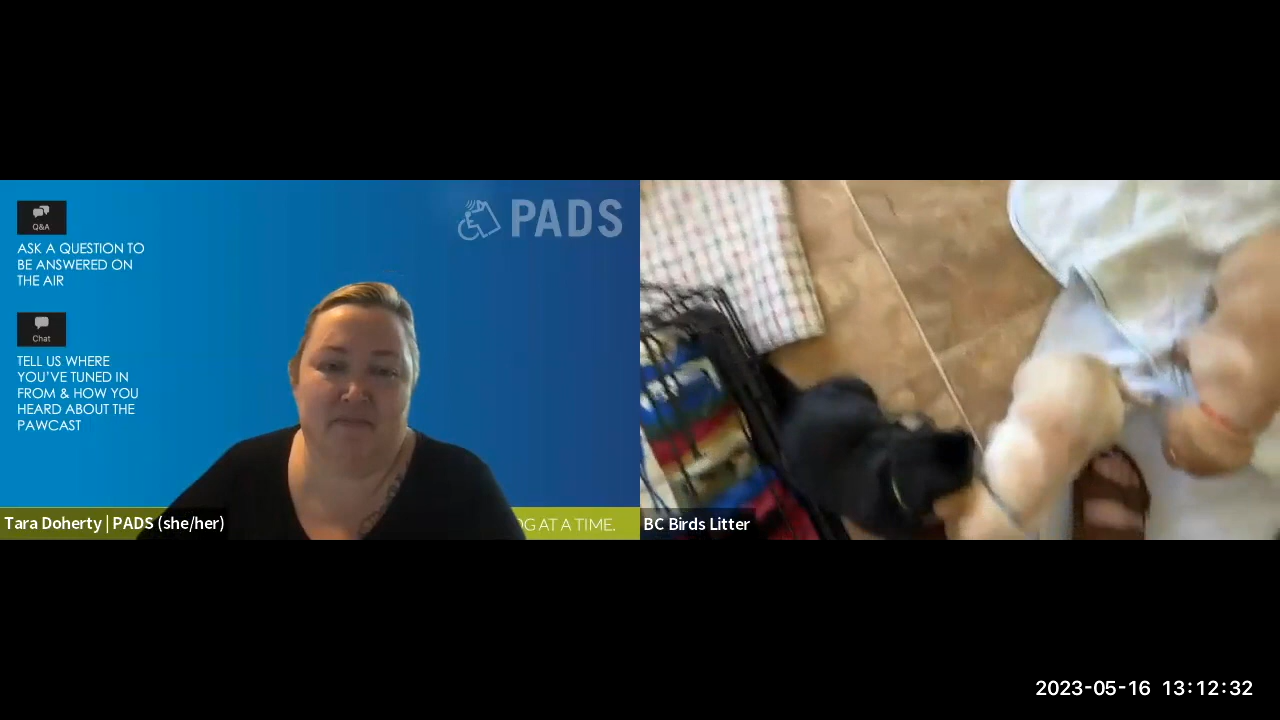 Q&A
ASK A QUESTION TO
BE ANSWERED ON
THE AIR
Chat
TELL US WHERE
YOU'VE TUNED IN
FROM & HOW YOU
HEARD ABOUT THE
PAWCAST
PADS
Tara Doherty | PADS (she/her)
AT A TIME.
BC Birds Litter
2023-05-16 13:12:32